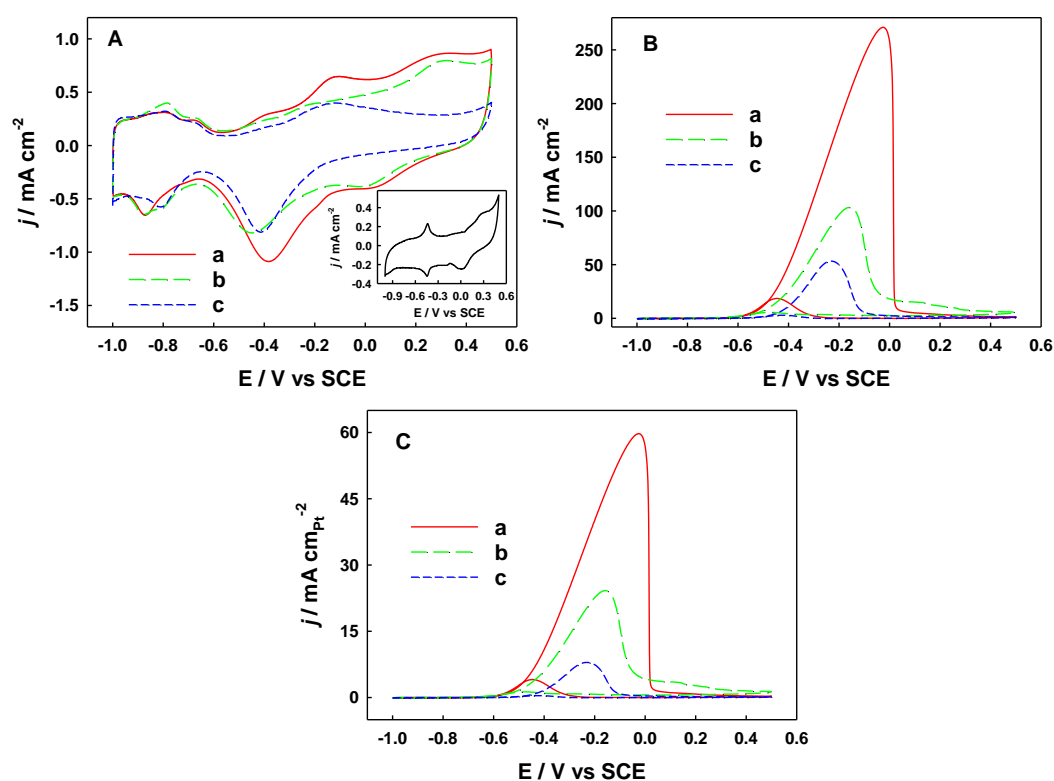 A
j / mA cm-2
1.0
0.5
0.0
-0.5
-1.0
-1.5
a
b
c
j / mA cm-2
0.4
0.2
0.0
-0.2
-0.4
-0.9 -0.6 -0.3 0.0 0.3 0.6
E / V vs SCE
-1.0 -0.8 -0.6 -0.4 -0.2 0.0 0.2 0.4 0.6
E / V vs SCE
B
j / mA cm-2
250
200
150
100
50
0
a
b
c
-1.0 -0.8 -0.6 -0.4 -0.2 0.0 0.2 0.4 0.6
E / V vs SCE
C
j / mA cmPt-2
60
45
30
15
0
a
b
c
-1.0 -0.8 -0.6 -0.4 -0.2 0.0 0.2 0.4 0.6
E / V vs SCE